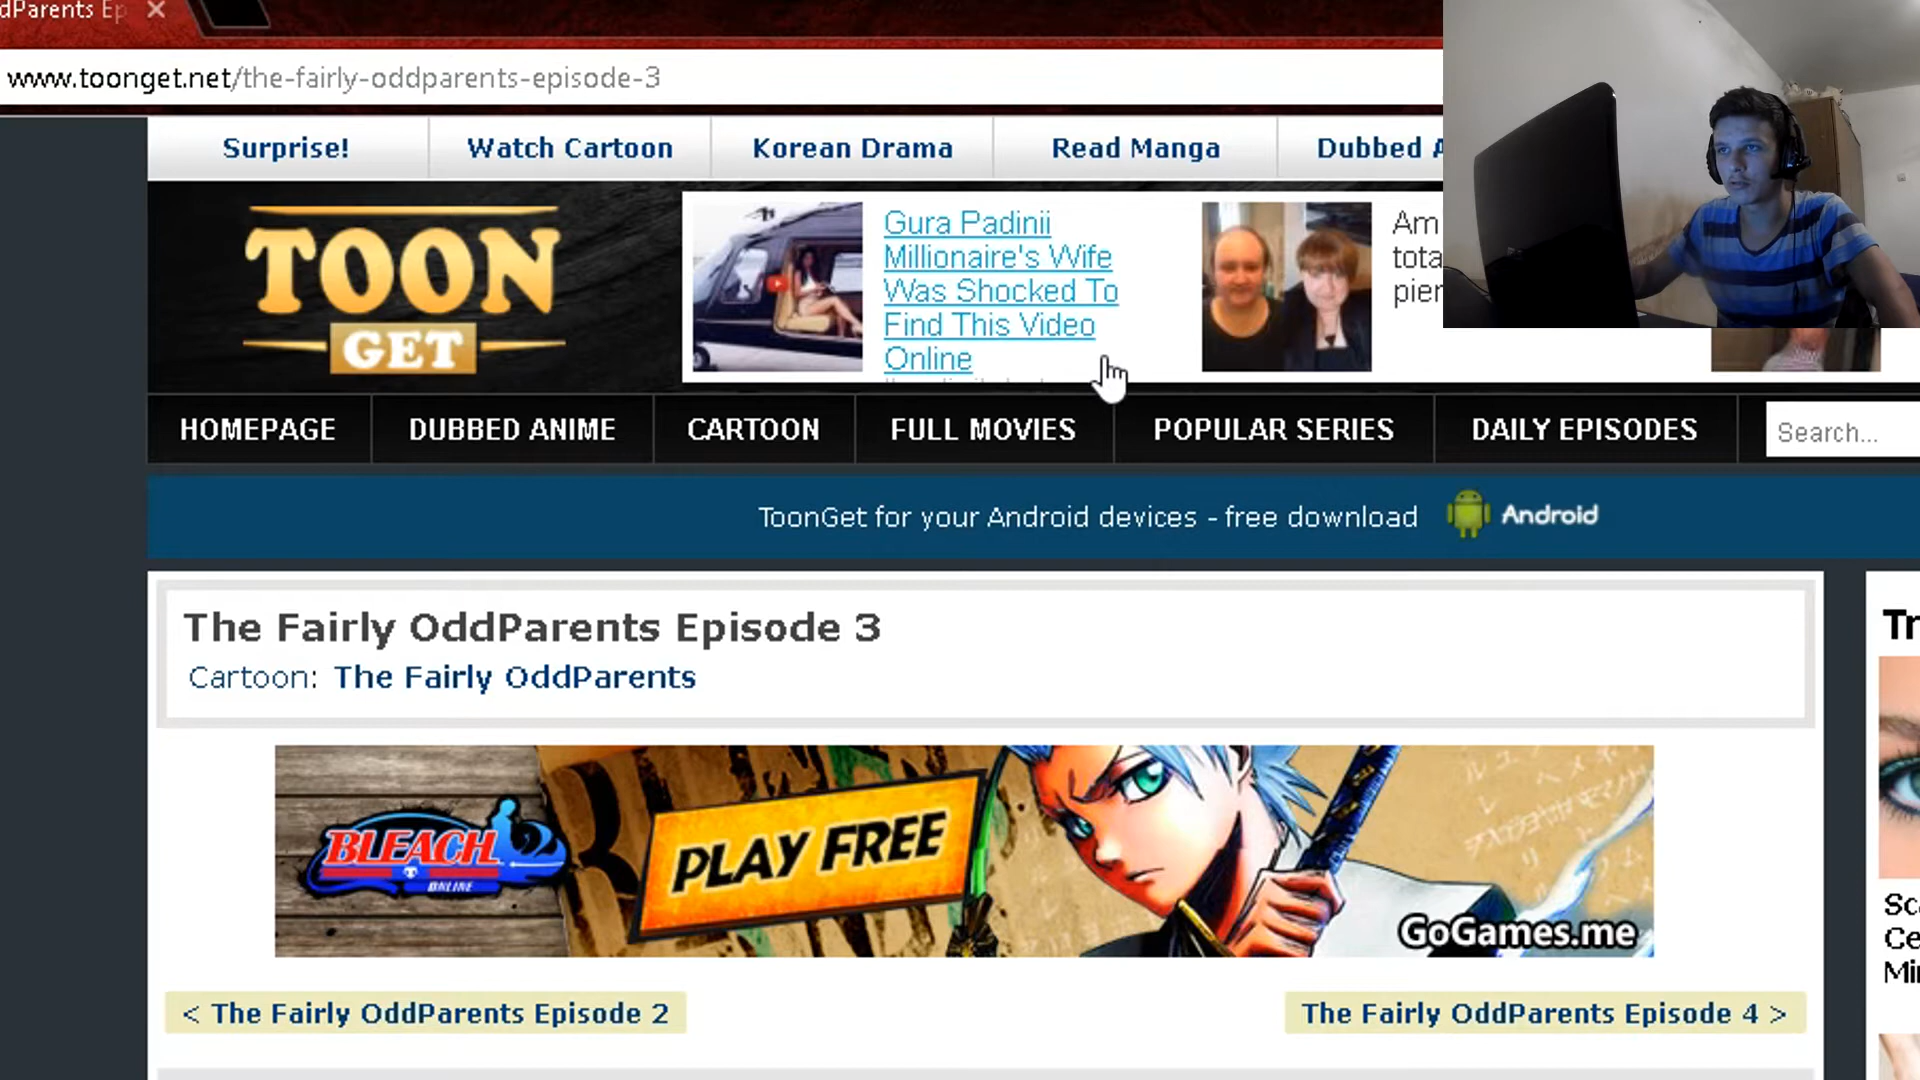 dParents Ep
www.toonget.net/the-fairly-oddparents-episode-3
Surprise!
Watch Cartoon
Korean Drama
Read Manga
Dubbed A
TOON
GET
Gura Padinii
Millionaire's Wife
Was Shocked To
Find This Video
Online
Am
tota
pier
HOMEPAGE
DUBBED ANIME
CARTOON
FULL MOVIES
POPULAR SERIES
DAILY EPISODES
Search...
ToonGet for your Android devices - free download
Android
The Fairly OddParents Episode 3
Cartoon: The Fairly OddParents
Tr
BLEACH
ONLINE
PLAY FREE
GoGames.me
Sc
Ce
Mi
< The Fairly OddParents Episode 2
The Fairly OddParents Episode 4 >